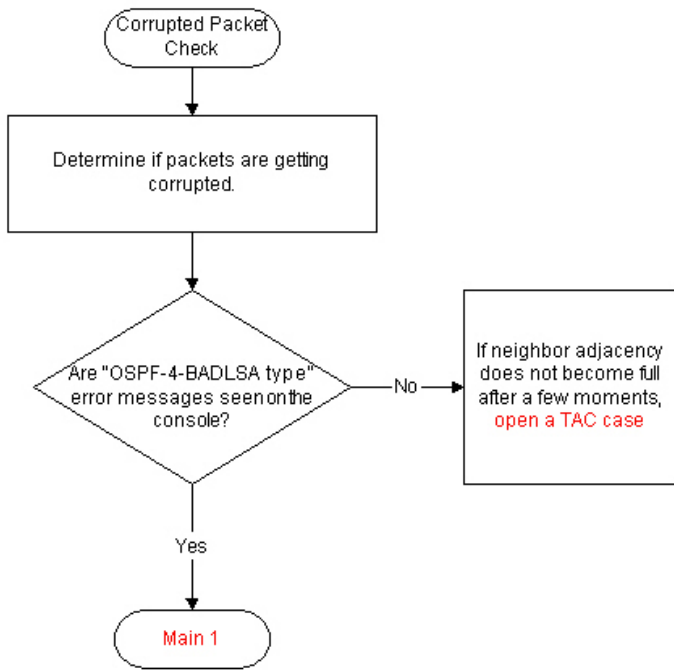 Corrupted Packet
Check
Determine if packets are getting
corrupted.
Are "OSPF-4-BADLSA type"
error messages seen on the
console?
No
If neighbor adjacency
does not become full
after a few moments,
open a TAC case
Yes
Main 1